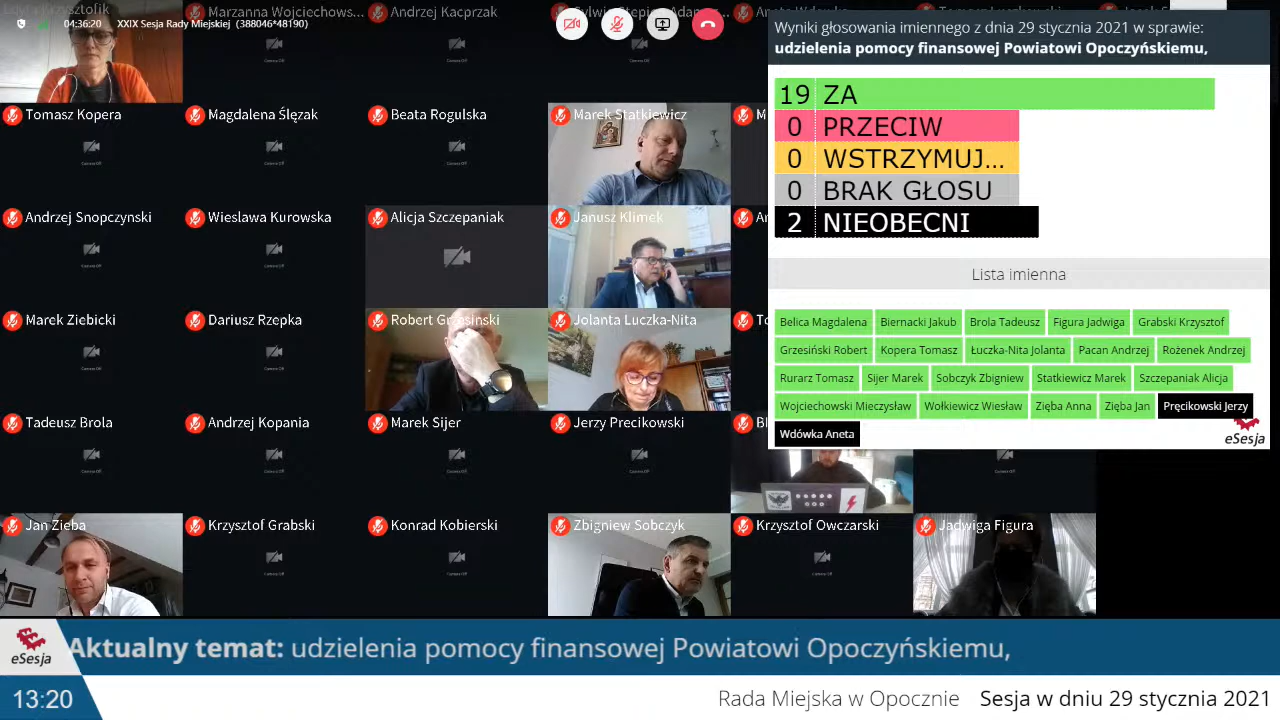 04:36:20 XXIX Sesja Rady Miejskiej (388046*48190)
Andrzej Kacprzak
Wyniki głosowania imiennego z dnia 29 stycznia 2021 w sprawie:
udzielenia pomocy finansowej Powiatowi Opoczyńskiemu,
19 ZA
0 PRZECIW
0 WSTRZYMUJ...
0 BRAK GŁOSU
2 NIEOBECNI
Lista imienna
Belica Magdalena Biernacki Jakub Brola Tadeusz Figura Jadwiga Grabski Krzysztof
Grzesiński Robert Kopera Tomasz Łuczka-Nita Jolanta Pacan Andrzej Rożenek Andrzej
Rurarz Tomasz Sijer Marek Sobczyk Zbigniew Statkiewicz Marek Szczepaniak Alicja
Wojciechowski Mieczysław Wołkiewicz Wiesław Zięba Anna Zięba Jan Pręcikowski Jerzy
Wdówka Aneta
eSesja
Tomasz Kopera Magdalena Ślęzak Beata Rogulska Marek Statkiewicz
Andrzej Snopczynski Wieslawa Kurowska Alicja Szczepaniak Janusz Klimek
Marek Ziebicki Dariusz Rzepka Robert Grzesinski Jolanta Luczka-Nita
Tadeusz Brola Andrzej Kopania Marek Sijer Jerzy Precikowski
Jan Zieba Krzysztof Grabski Konrad Kobierski Zbigniew Sobczyk Krzysztof Owczarski Jadwiga Figura
eSesja
Aktualny temat: udzielenia pomocy finansowej Powiatowi Opoczyńskiemu,
13:20 Rada Miejska w Opocznie Sesja w dniu 29 stycznia 2021